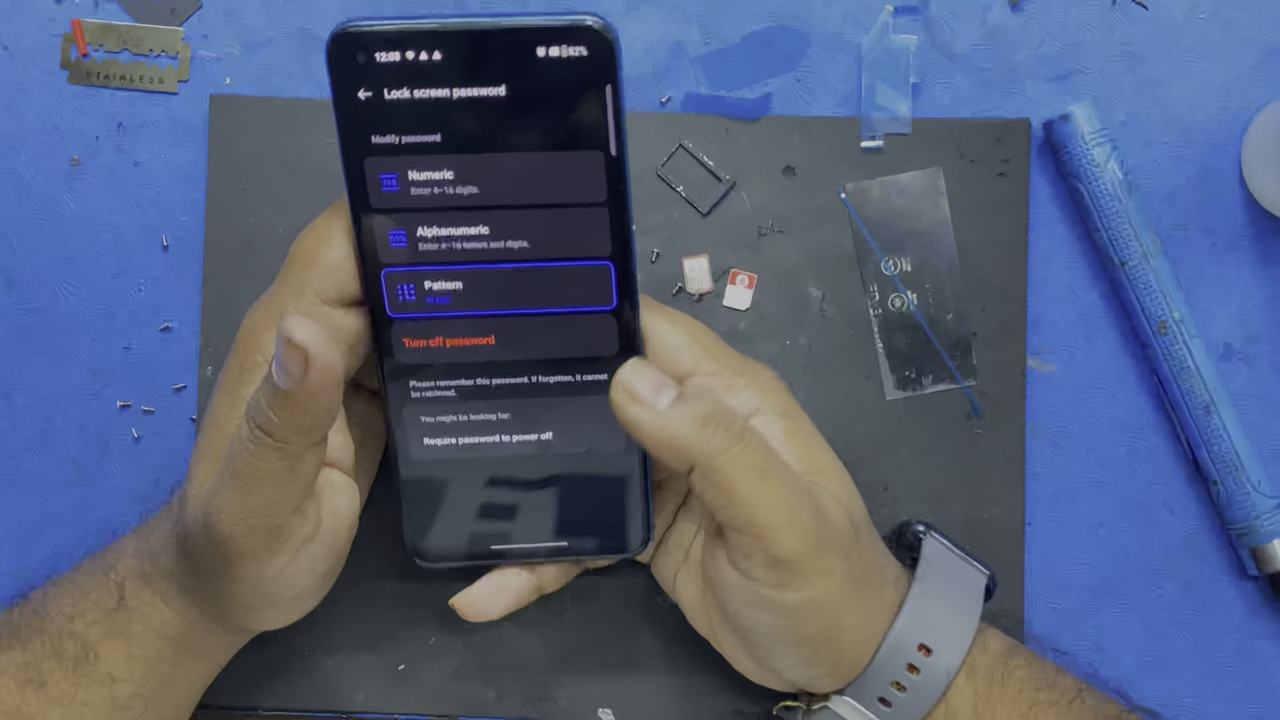 STAINLESS
12:03
82%
Lock screen password
Modify password
Numeric
Enter 4–16 digits.
Alphanumeric
Enter 4–16 letters and digits.
Pattern
Turn off password
Please remember this password. If forgotten, it cannot
be retrieved.
You might be looking for:
Require password to power off